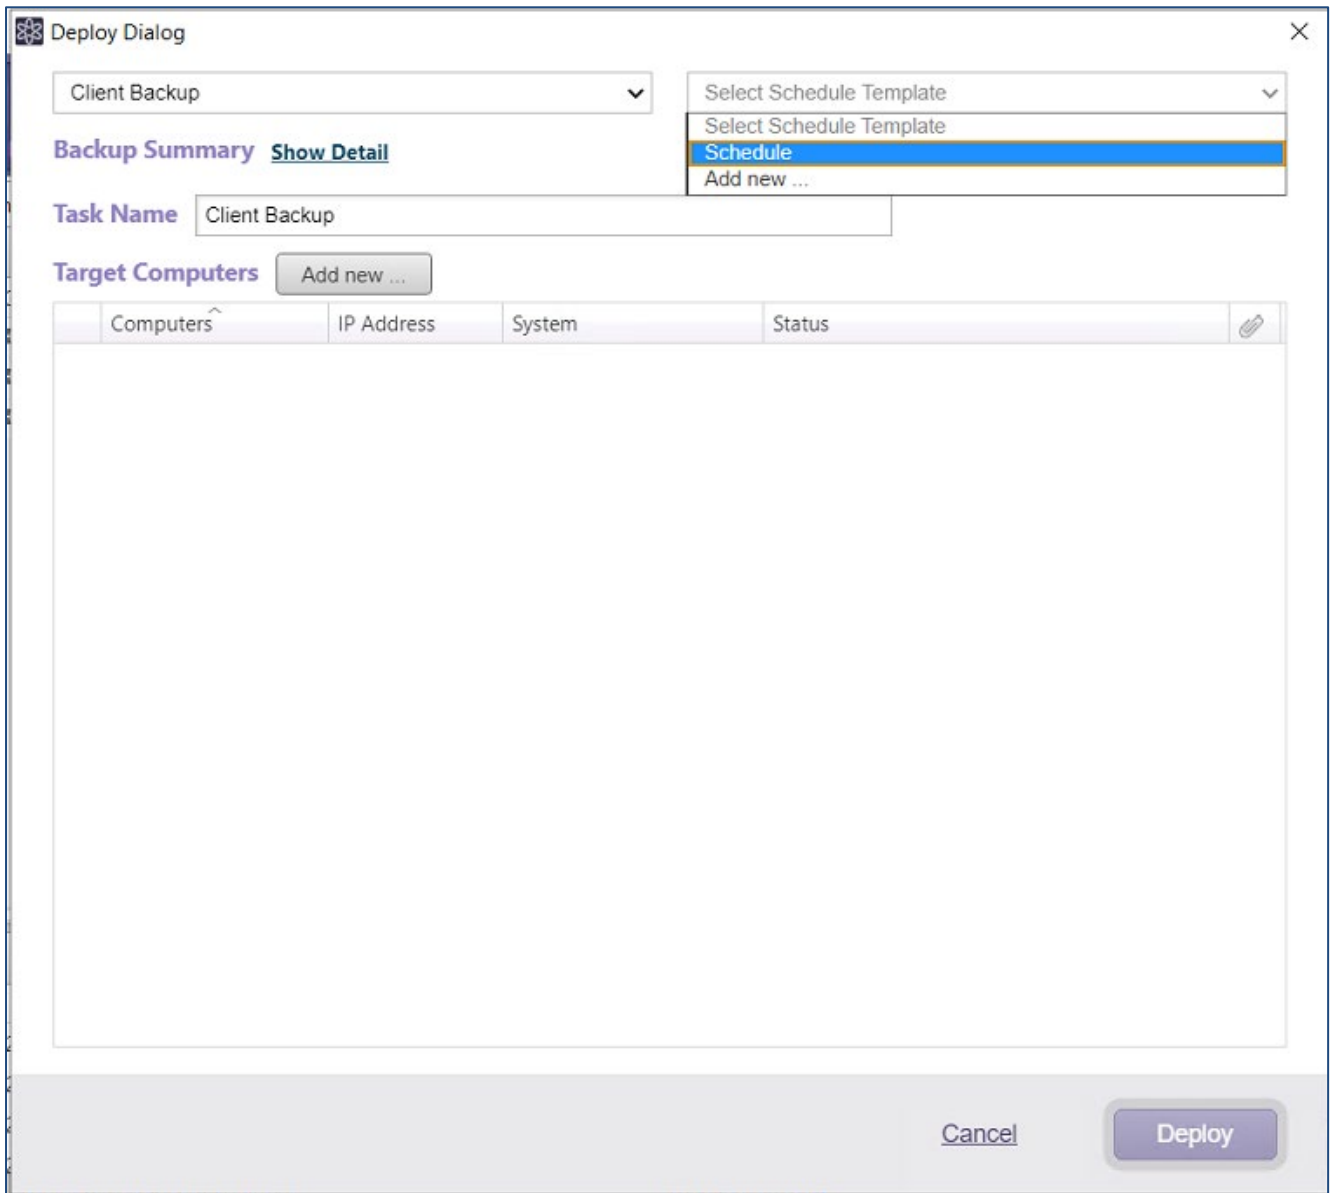 Deploy Dialog
Client Backup
Select Schedule Template
Select Schedule Template
Schedule
Add new ...
Backup Summary Show Detail
Task Name Client Backup
Target Computers Add new ...
Computers IP Address System Status
Cancel Deploy